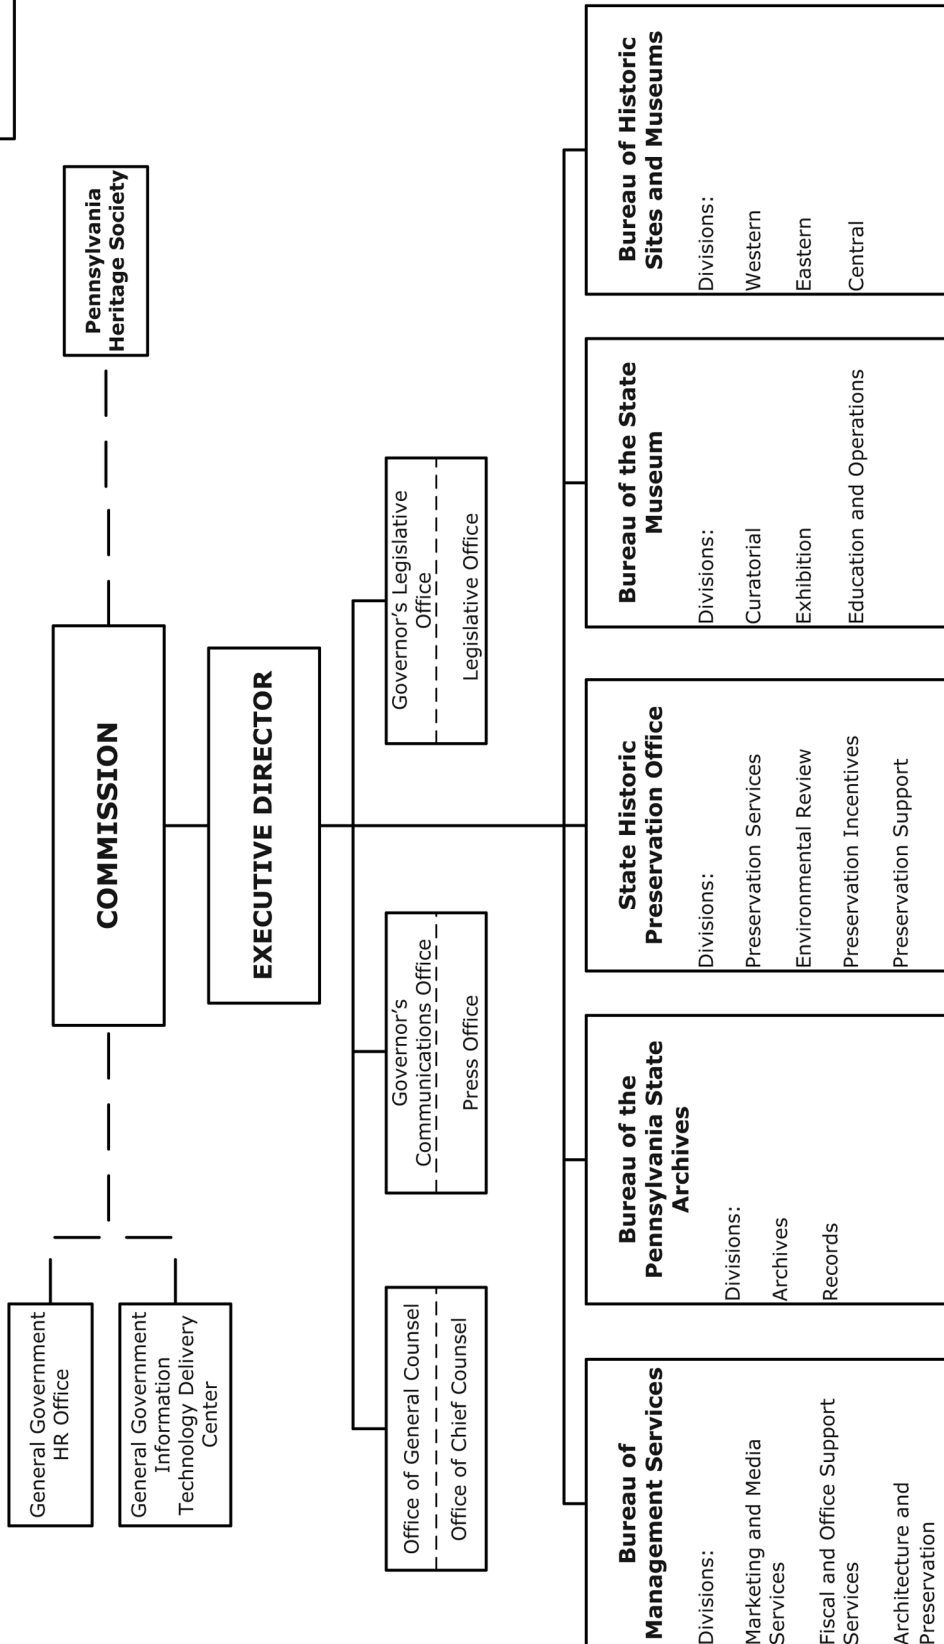 General Government
HR Office
General Government
Information
Technology Delivery
Center
COMMISSION
Pennsylvania
Heritage Society
EXECUTIVE DIRECTOR
Office of General Counsel
Office of Chief Counsel
Governor's
Communications Office
Press Office
Governor's Legislative
Office
Legislative Office
Bureau of
Management Services
Divisions:
Marketing and Media
Services
Fiscal and Office Support
Services
Architecture and
Preservation
Bureau of the
Pennsylvania State
Archives
Divisions:
Archives
Records
State Historic
Preservation Office
Divisions:
Preservation Services
Environmental Review
Preservation Incentives
Preservation Support
Bureau of the State
Museum
Divisions:
Curatorial
Exhibition
Education and Operations
Bureau of Historic
Sites and Museums
Divisions:
Western
Eastern
Central